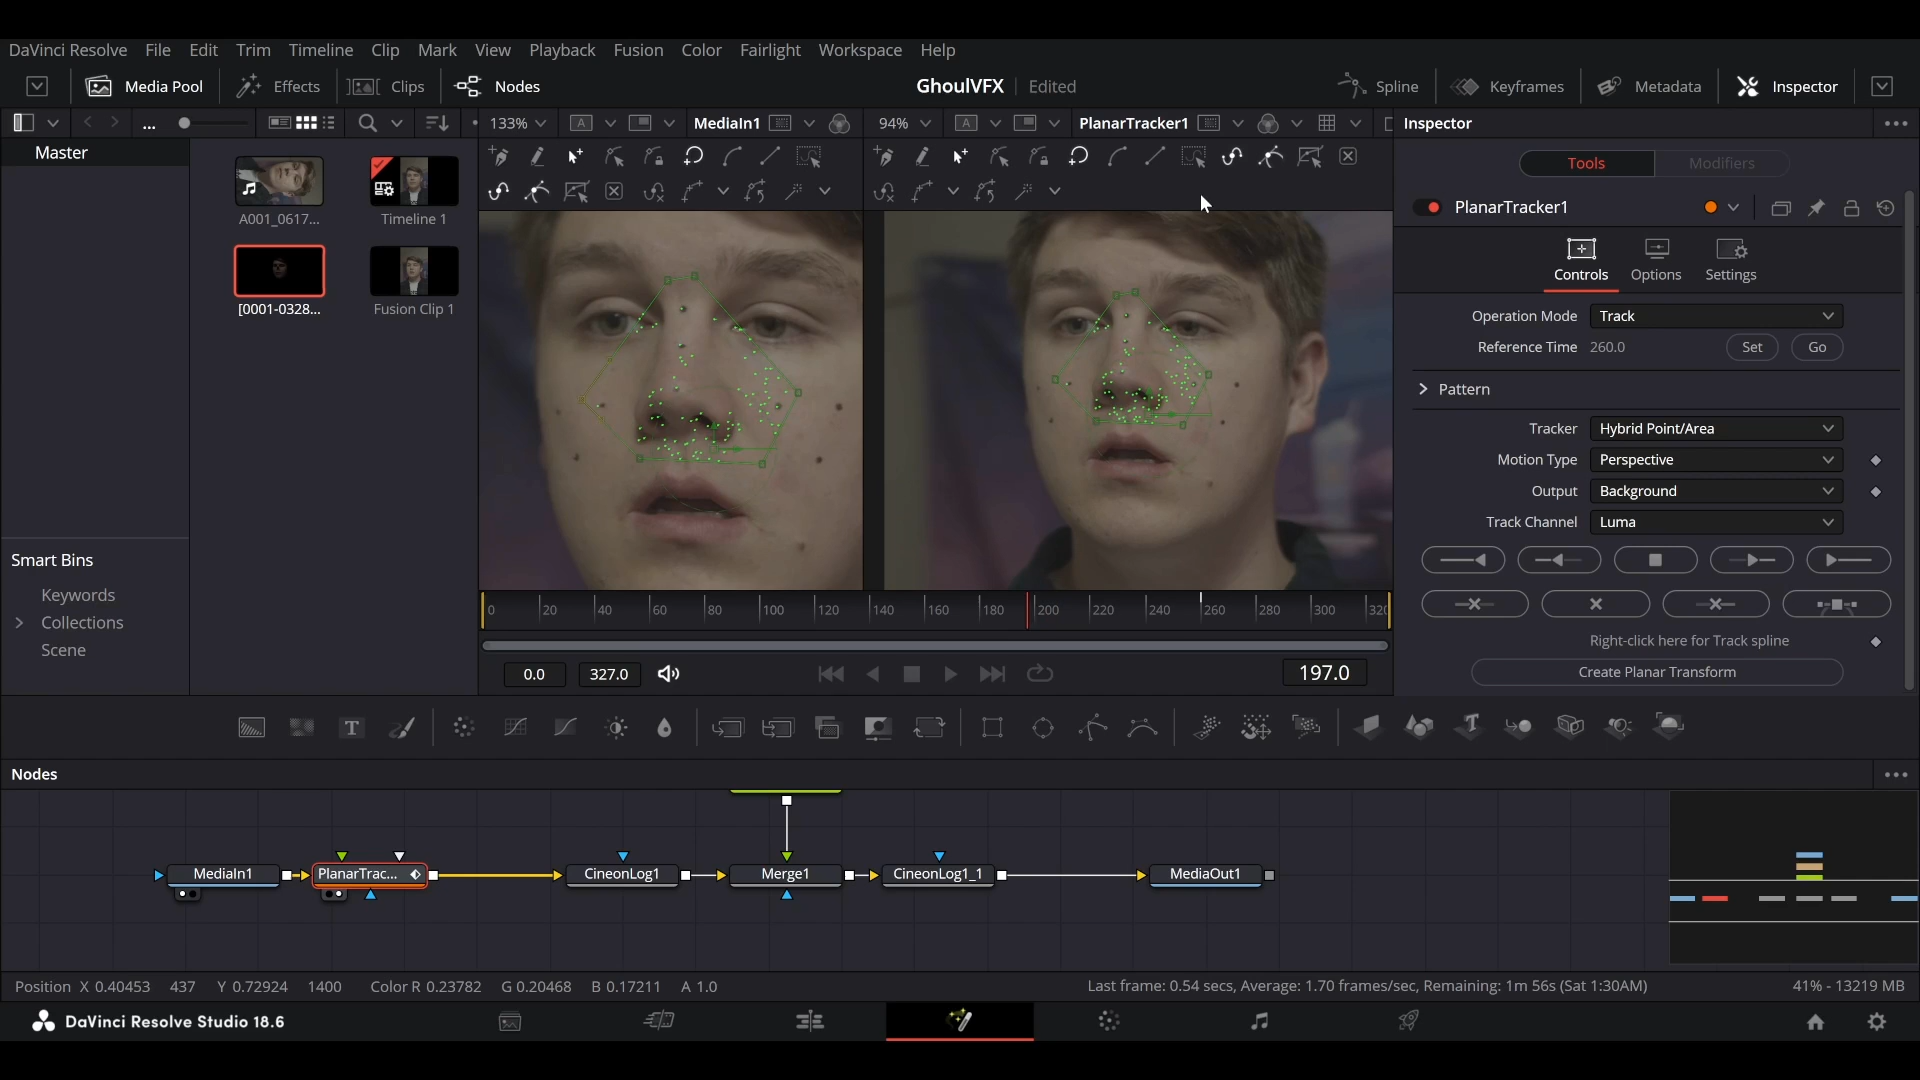 DaVinci Resolve File Edit Trim Timeline Clip Mark View Playback Fusion Color Fairlight Workspace Help
Media Pool Effects Clips Nodes GhoulVFX Edited Spline Keyframes Metadata Inspector
... 133% A MediaIn1 94% A PlanarTracker1 Inspector
Master
A001_0617...
Timeline 1
[0001-0328...
Fusion Clip 1
Smart Bins
Keywords
Collections
Scene
0 20 40 60 80 100 120 140 160 180 200 220 240 260 280 300 320
0.0 327.0 197.0
Tools Modifiers
PlanarTracker1
Controls Options Settings
Operation Mode Track
Reference Time 260.0 Set Go
Pattern
Tracker Hybrid Point/Area
Motion Type Perspective
Output Background
Track Channel Luma
Right-click here for Track spline
Create Planar Transform
T T
Nodes
MediaIn1 PlanarTrac... CineonLog1 Merge1 CineonLog1_1 MediaOut1
Position X 0.40453 437 Y 0.72924 1400 Color R 0.23782 G 0.20468 B 0.17211 A 1.0 Last frame: 0.54 secs, Average: 1.70 frames/sec, Remaining: 1m 56s (Sat 1:30AM) 41% - 13219 MB
DaVinci Resolve Studio 18.6